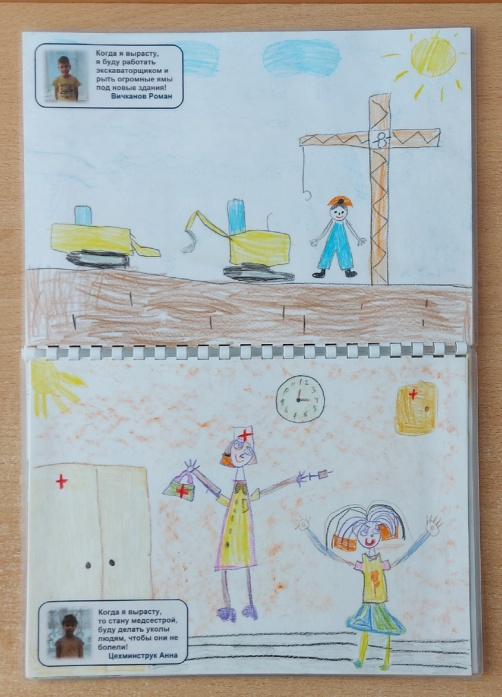 Когда я вырасту,
я буду работать
экскаваторщиком и
рыть огромные ямы
под новые здания!
Вичканов Роман
Когда я вырасту,
то стану медсестрой,
буду делать уколы
людям, чтобы они не
болели!
Цехминструк Анна